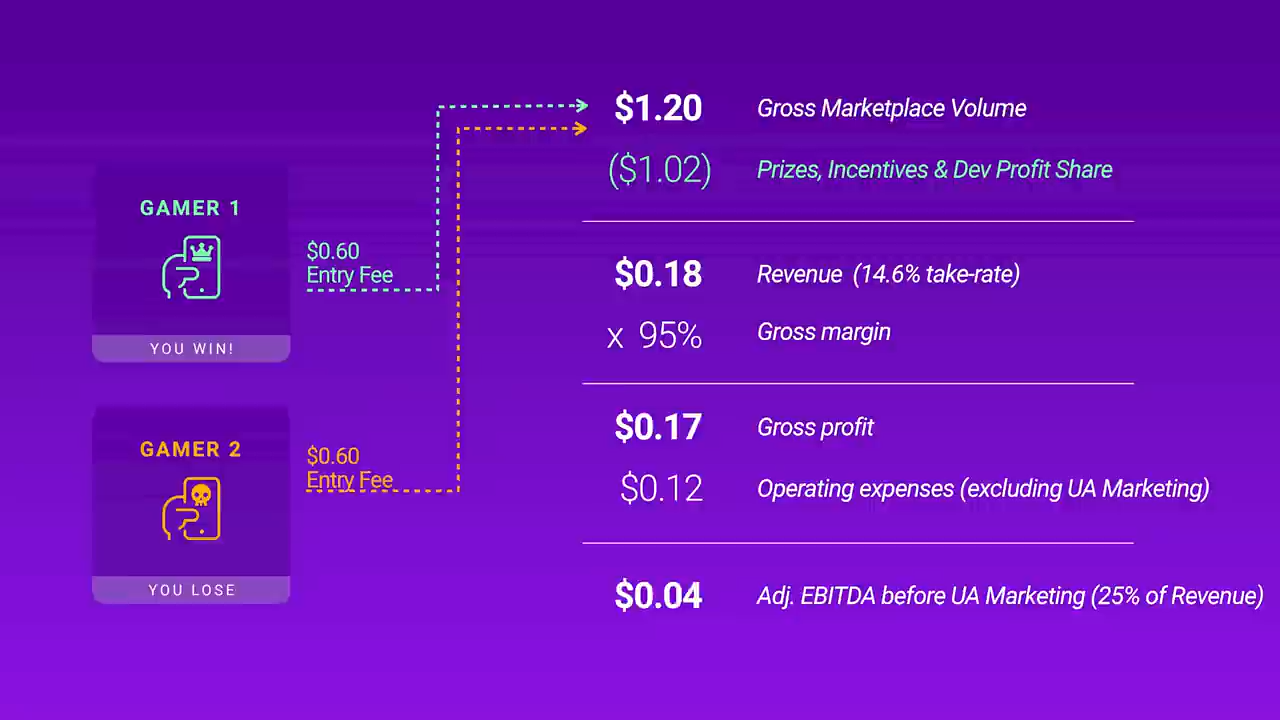 GAMER 1
YOU WIN!
$0.60
Entry Fee
GAMER 2
YOU LOSE
$0.60
Entry Fee
$1.20 Gross Marketplace Volume
($1.02) Prizes, Incentives & Dev Profit Share
$0.18 Revenue (14.6% take-rate)
x 95% Gross margin
$0.17 Gross profit
$0.12 Operating expenses (excluding UA Marketing)
$0.04 Adj. EBITDA before UA Marketing (25% of Revenue)